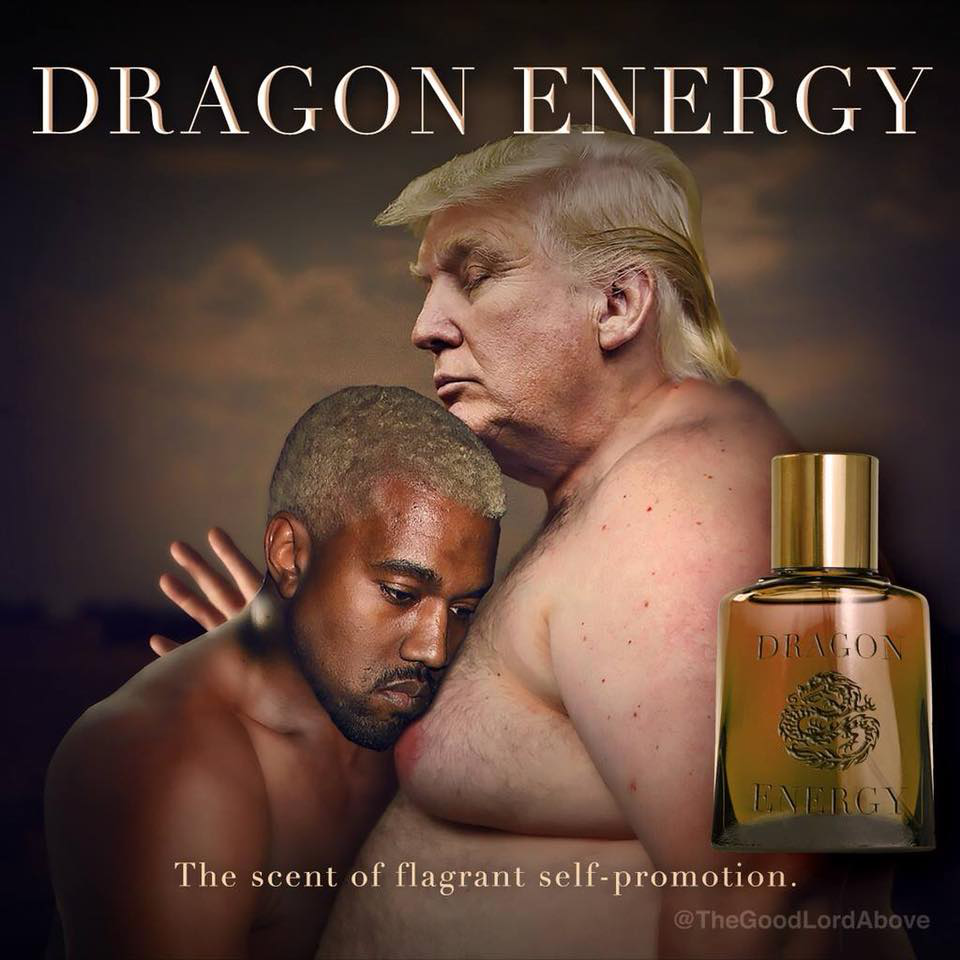 DRAGON ENERGY
DRAGON
ENERGY
The scent of flagrant self-promotion.
@TheGoodLordAbove